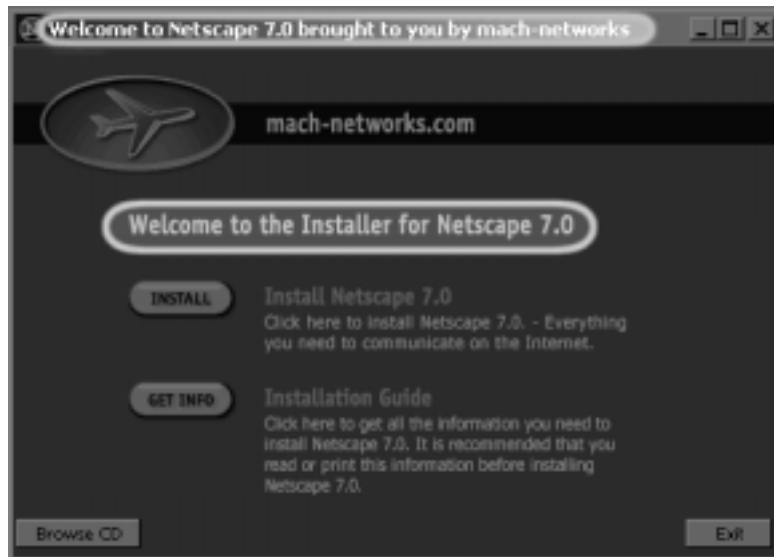 Welcome to Netscape 7.0 brought to you by mach-networks
mach-networks.com
Welcome to the Installer for Netscape 7.0
INSTALL
Install Netscape 7.0
Click here to install Netscape 7.0. - Everything
you need to communicate on the Internet.
GET INFO
Installation Guide
Click here to get all the information you need to
install Netscape 7.0. It is recommended that you
read or print this information before installing
Netscape 7.0.
Browse CD
Exit